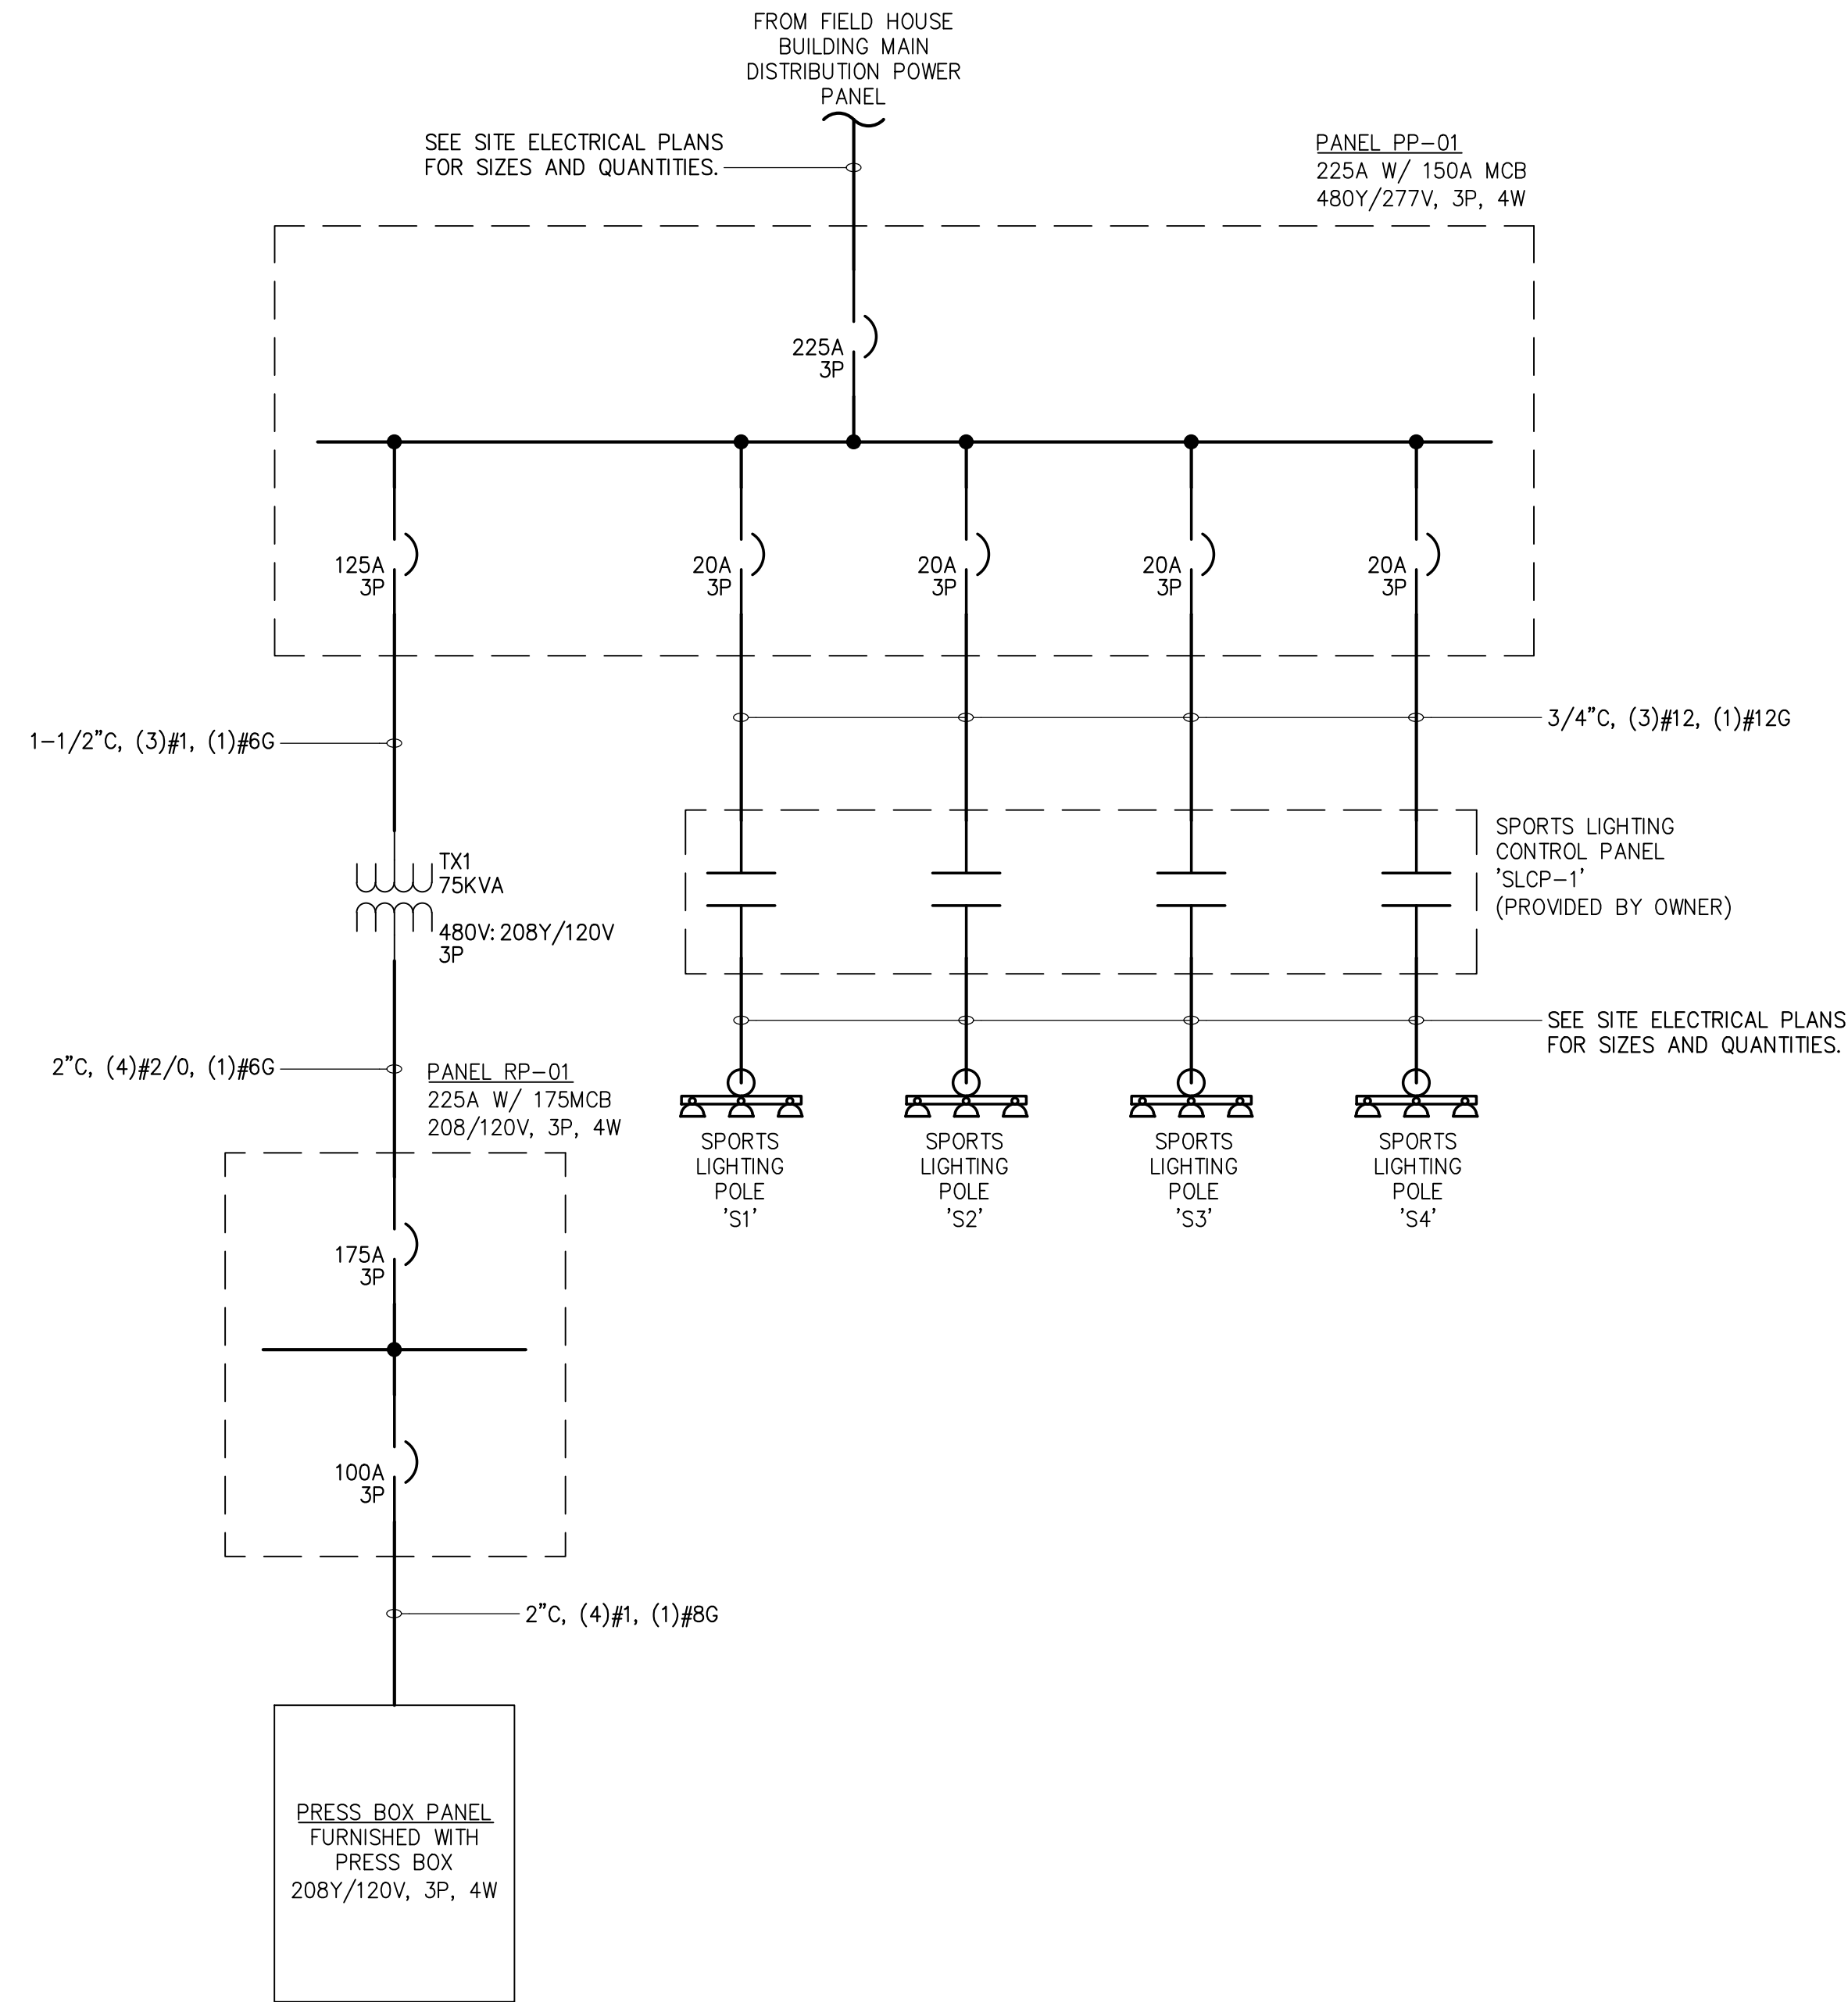 FROM FIELD HOUSE
BUILDING MAIN
DISTRIBUTION POWER
PANEL
SEE SITE ELECTRICAL PLANS
FOR SIZES AND QUANTITIES.
PANEL PP-01
225A W/ 150A MCB
480Y/277V, 3P, 4W
225A
3P
125A
3P
20A
3P
20A
3P
20A
3P
20A
3P
1-1/2"C, (3)#1, (1)#6G
3/4"C, (3)#12, (1)#12G
TX1
75KVA
480V: 208Y/120V
3P
SPORTS LIGHTING
CONTROL PANEL
'SLCP-1'
(PROVIDED BY OWNER)
SEE SITE ELECTRICAL PLANS
FOR SIZES AND QUANTITIES.
2"C, (4)#2/0, (1)#6G
PANEL RP-01
225A W/ 175MCB
208/120V, 3P, 4W
SPORTS
LIGHTING
POLE
'S1'
SPORTS
LIGHTING
POLE
'S2'
SPORTS
LIGHTING
POLE
'S3'
SPORTS
LIGHTING
POLE
'S4'
175A
3P
100A
3P
2"C, (4)#1, (1)#8G
PRESS BOX PANEL
FURNISHED WITH
PRESS BOX
208Y/120V, 3P, 4W